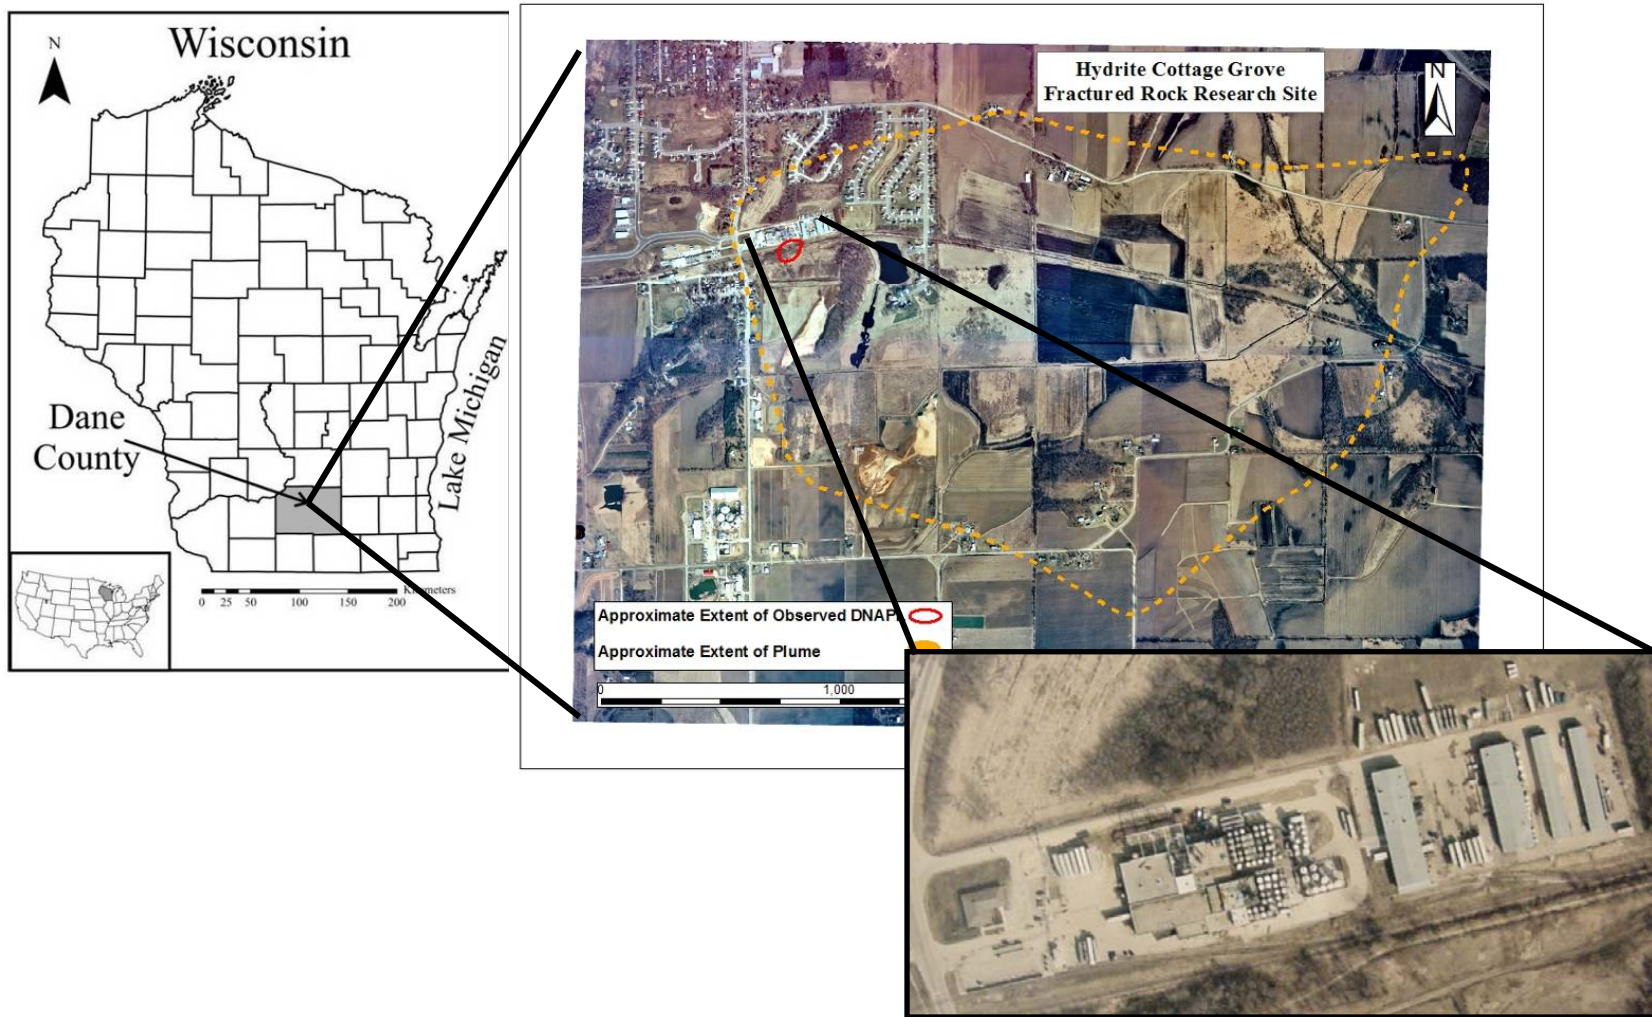 Wisconsin
N
Dane
County
Lake Michigan
0 25 50 100 150 200
Kilometers
Hydrite Cottage Grove
Fractured Rock Research Site
N
Approximate Extent of Observed DNAP
Approximate Extent of Plume
0 1,000